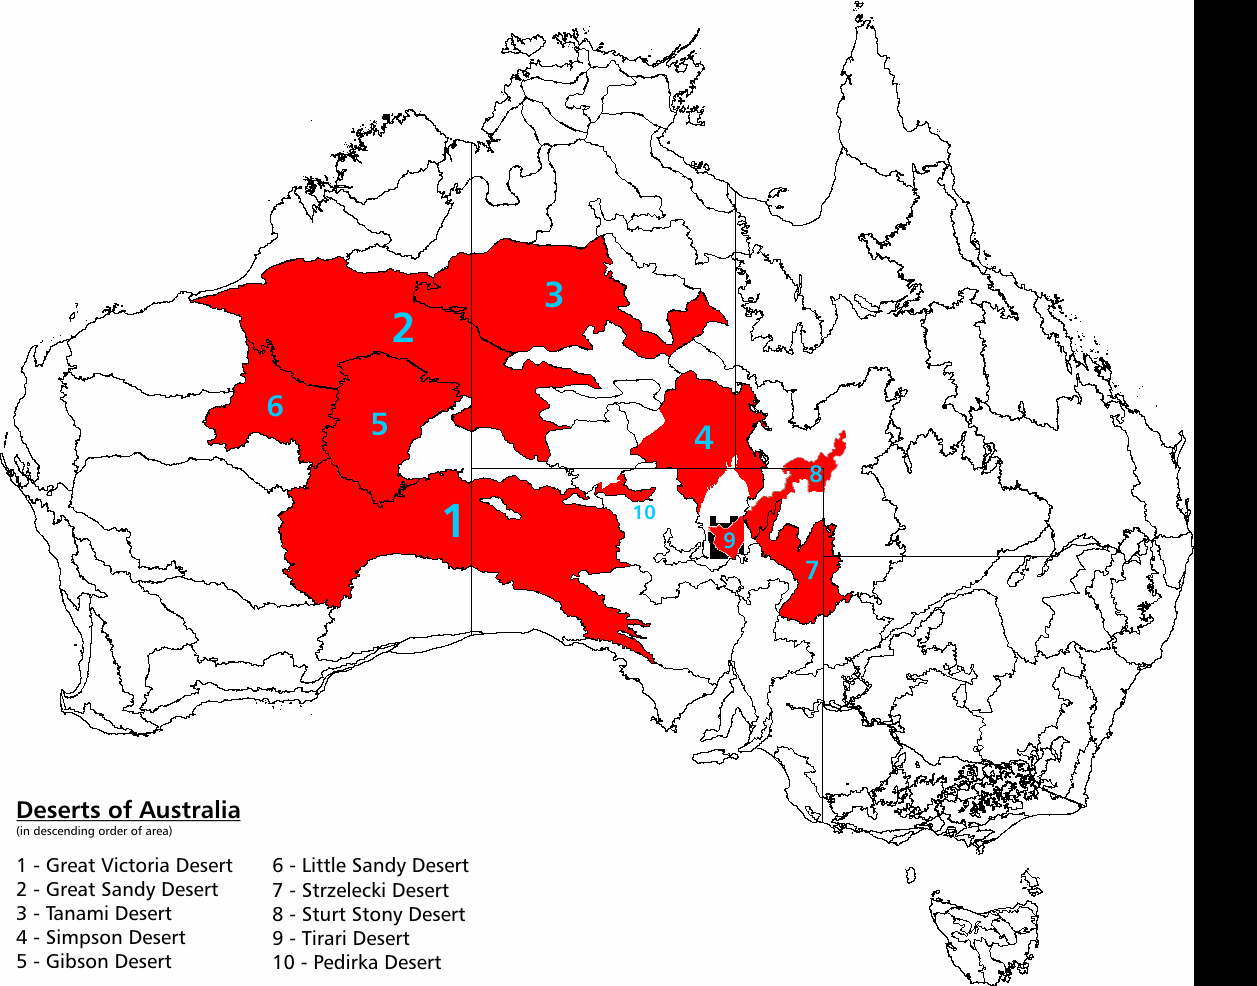 3
2
6
5
4
8
10
1
9
7
Deserts of Australia
(in descending order of area)
1 - Great Victoria Desert
2 - Great Sandy Desert
3 - Tanami Desert
4 - Simpson Desert
5 - Gibson Desert
6 - Little Sandy Desert
7 - Strzelecki Desert
8 - Sturt Stony Desert
9 - Tirari Desert
10 - Pedirka Desert